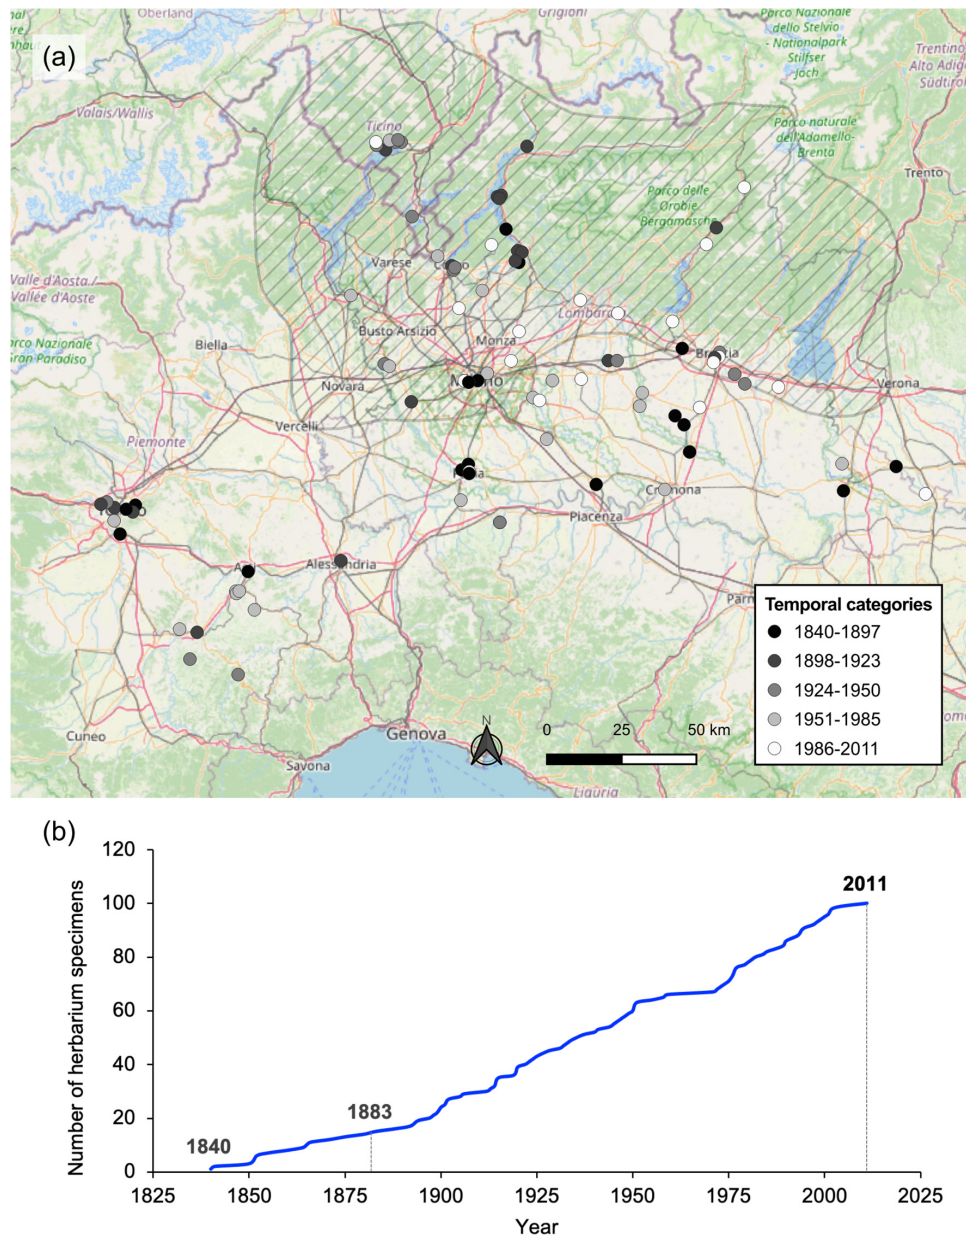 (a)
Oberland
Grigioni
Parco Nazionale
dello Stelvio
- Nationalpark
Stilfser
Joch
Trentino
Alto Adig
Südtirol
Valais/Wallis
Ticino
Parco naturale
dell'Adamello-
Brenta
Trento
Parco delle
Orobie
Bergamasche
Valle d'Aosta /
Vallée d'Aoste
Varese
Parco Nazionale
Gran Paradiso
Biella
Busto Arsizio
Monza
Lombard
Brescia
Novara
Verona
Vercelli
Piemonte
Cremona
Piacenza
Alessandria
Parm
Genova
Cuneo
Savona
Liguria
N
0 25 50 km
Temporal categories
1840-1897
1898-1923
1924-1950
1951-1985
1986-2011
(b)
Number of herbarium specimens
120
100
80
60
40
20
0
1840
1883
2011
1825 1850 1875 1900 1925 1950 1975 2000 2025
Year